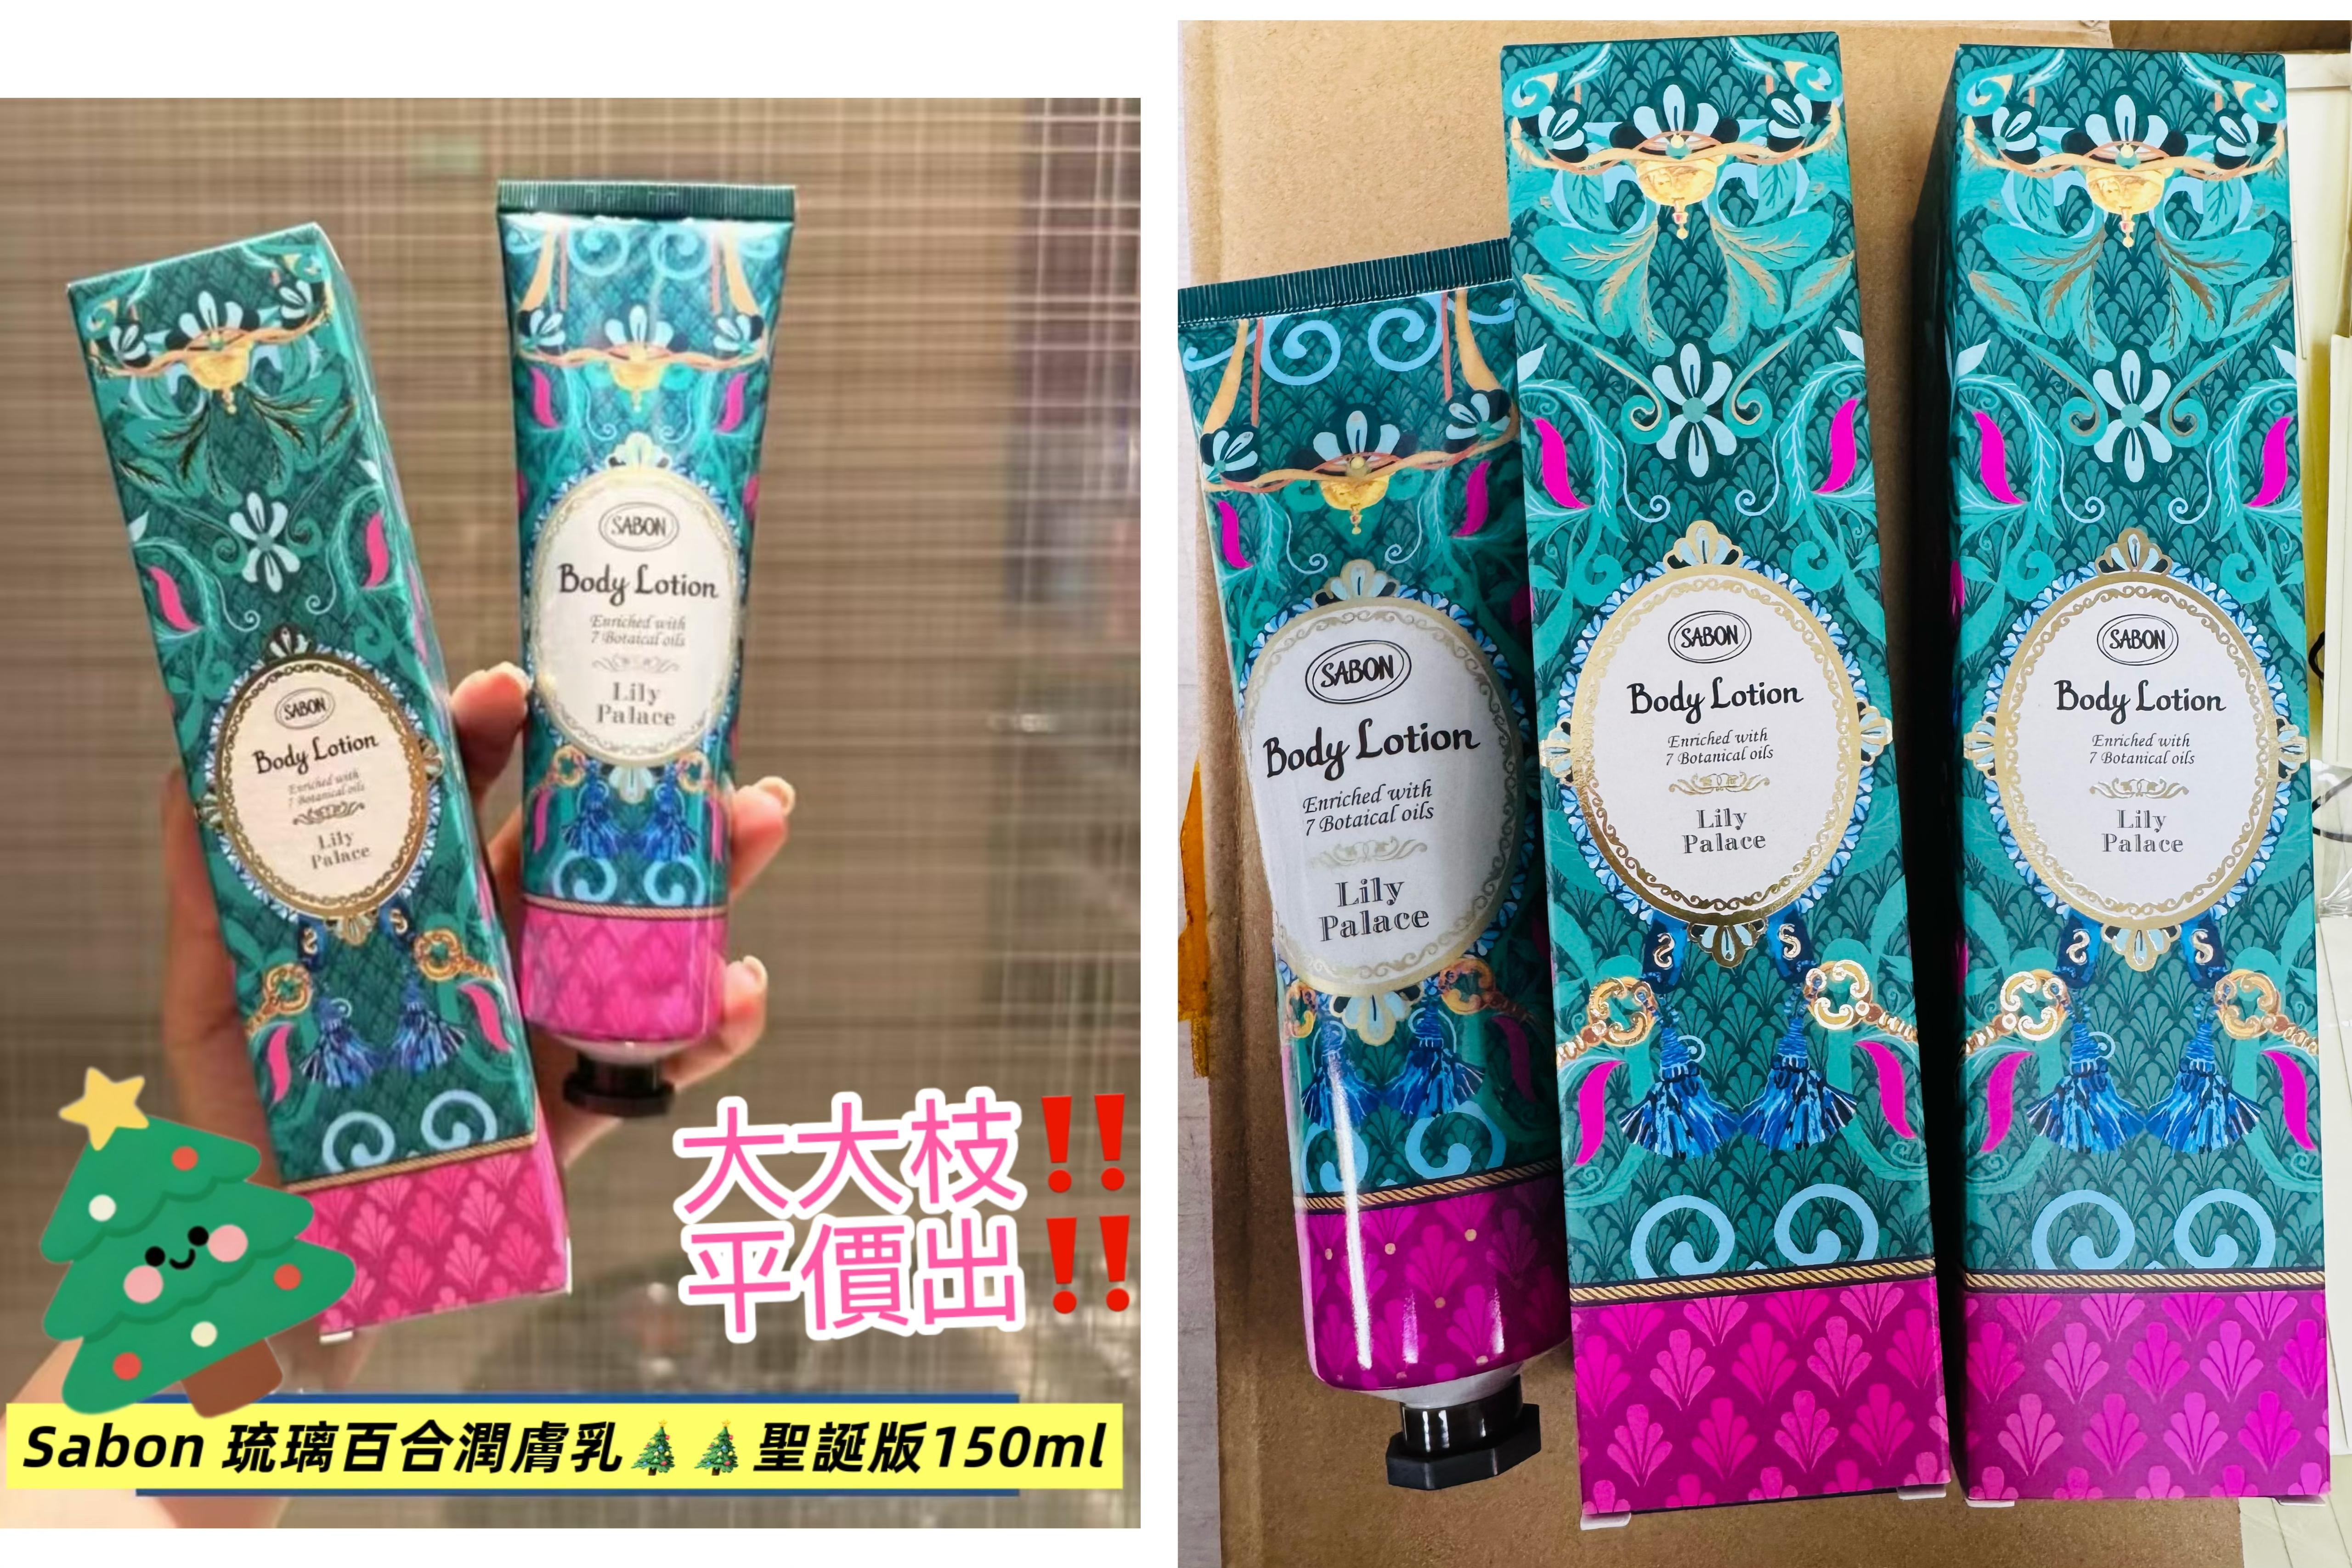 SABON
Body Lotion
Enriched with
7 Botanical oils
Lily
Palace
SABON
Body Lotion
Enriched with
7 Botaical oils
Lily
Palace
大大枝‼️
平價出‼️
Sabon 琉璃百合潤膚乳🎄🎄聖誕版150ml
SABON
Body Lotion
Enriched with
7 Botaical oils
Lily
Palace
SABON
Body Lotion
Enriched with
7 Botanical oils
Lily
Palace
SABON
Body Lotion
Enriched with
7 Botanical oils
Lily
Palace